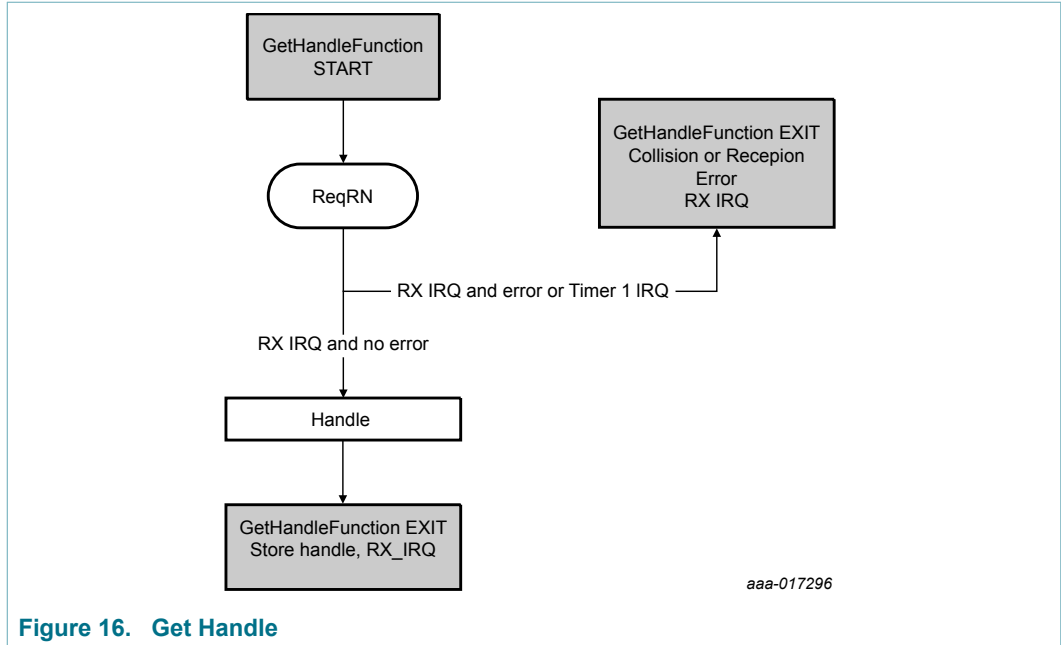 GetHandleFunction
START
GetHandleFunction EXIT
Collision or Recepion
Error
RX IRQ
ReqRN
RX IRQ and error or Timer 1 IRQ
RX IRQ and no error
Handle
GetHandleFunction EXIT
Store handle, RX_IRQ
aaa-017296
Figure 16. Get Handle